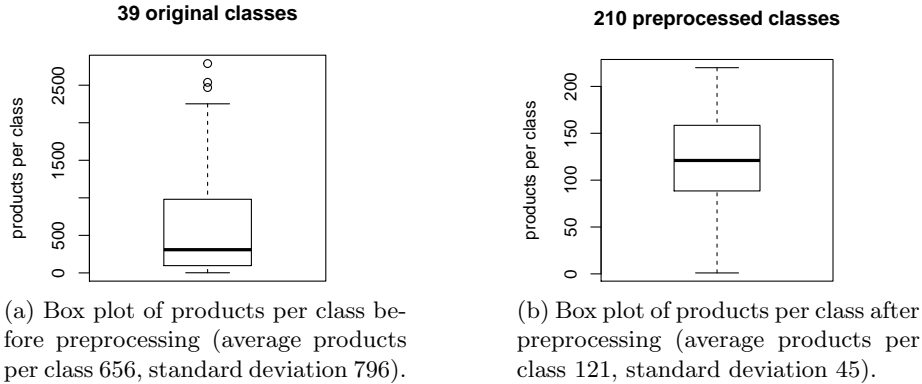 39 original classes
products per class
2500
1500
500
0
(a) Box plot of products per class be-
fore preprocessing (average products
per class 656, standard deviation 796).
210 preprocessed classes
products per class
200
150
100
50
0
(b) Box plot of products per class after
preprocessing (average products per
class 121, standard deviation 45).